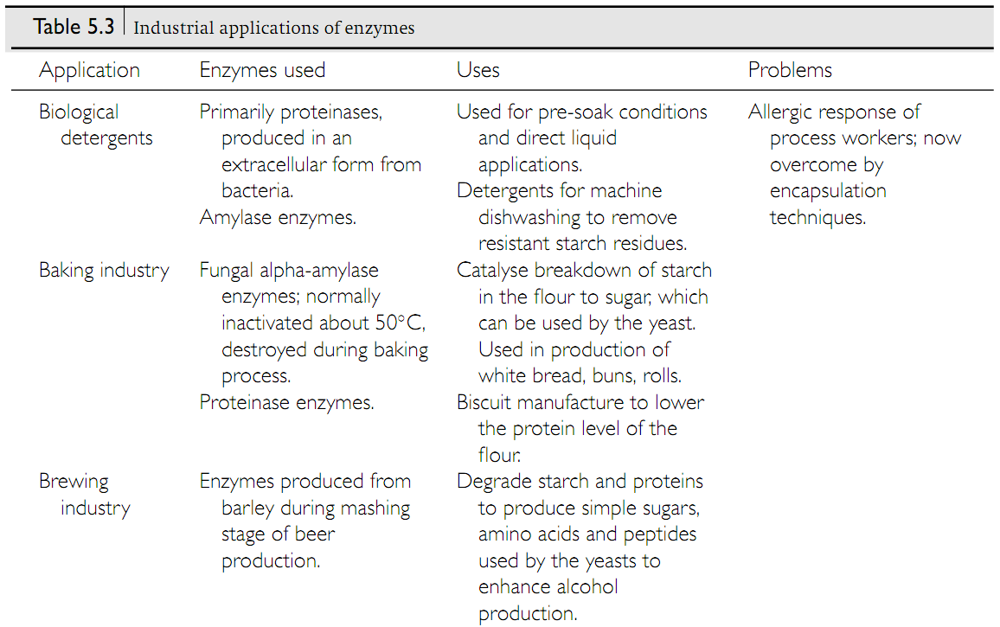 Table 5.3 Industrial applications of enzymes
Application Enzymes used Uses Problems
Biological
detergents
Primarily proteinases,
produced in an
extracellular form from
bacteria.
Amylase enzymes.
Used for pre-soak conditions
and direct liquid
applications.
Detergents for machine
dishwashing to remove
resistant starch residues.
Allergic response of
process workers; now
overcome by
encapsulation
techniques.
Baking industry
Fungal alpha-amylase
enzymes; normally
inactivated about 50°C,
destroyed during baking
process.
Proteinase enzymes.
Catalyse breakdown of starch
in the flour to sugar, which
can be used by the yeast.
Used in production of
white bread, buns, rolls.
Biscuit manufacture to lower
the protein level of the
flour.
Brewing
industry
Enzymes produced from
barley during mashing
stage of beer
production.
Degrade starch and proteins
to produce simple sugars,
amino acids and peptides
used by the yeasts to
enhance alcohol
production.